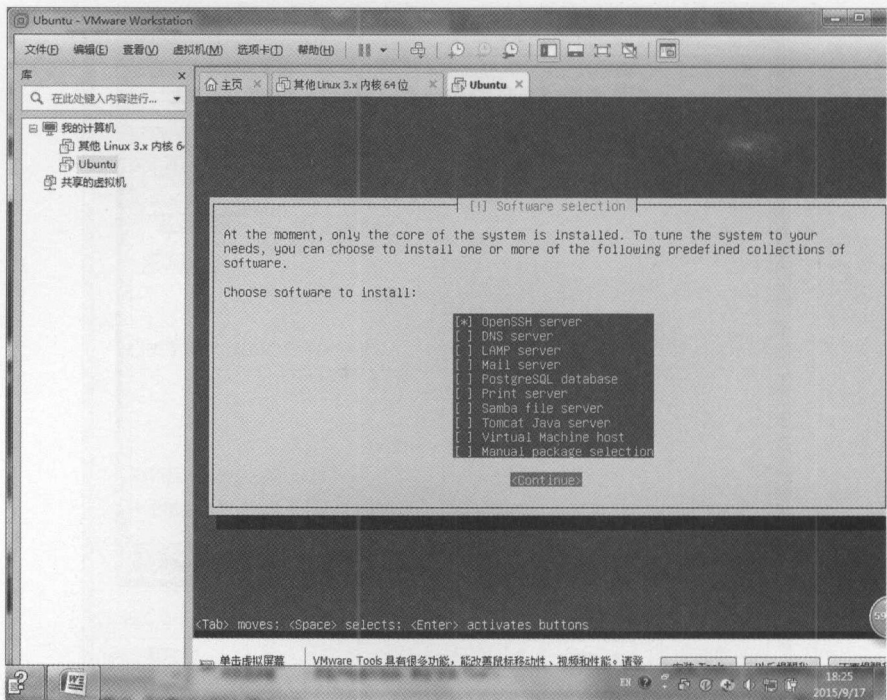 Ubuntu - VMware Workstation
文件(F) 编辑(E) 查看(V) 虚拟机(M) 选项卡(T) 帮助(H)
库 ×
在此处键入内容进行...
主页 × 其他 Linux 3.x 内核 64 位 × Ubuntu ×
我的计算机
其他 Linux 3.x 内核 6
Ubuntu
共享的虚拟机
[!] Software selection
At the moment, only the core of the system is installed. To tune the system to your
needs, you can choose to install one or more of the following predefined collections of
software.
Choose software to install:
[*] OpenSSH server
[ ] DNS server
[ ] LAMP server
[ ] Mail server
[ ] PostgreSQL database
[ ] Print server
[ ] Samba file server
[ ] Tomcat Java server
[ ] Virtual Machine host
[ ] Manual package selection
<Continue>
<Tab> moves; <Space> selects; <Enter> activates buttons
59
单击虚拟屏幕 VMware Tools 具有很多功能，能改善鼠标移动性、视频和性能。请登
EN 18:25
2015/9/17